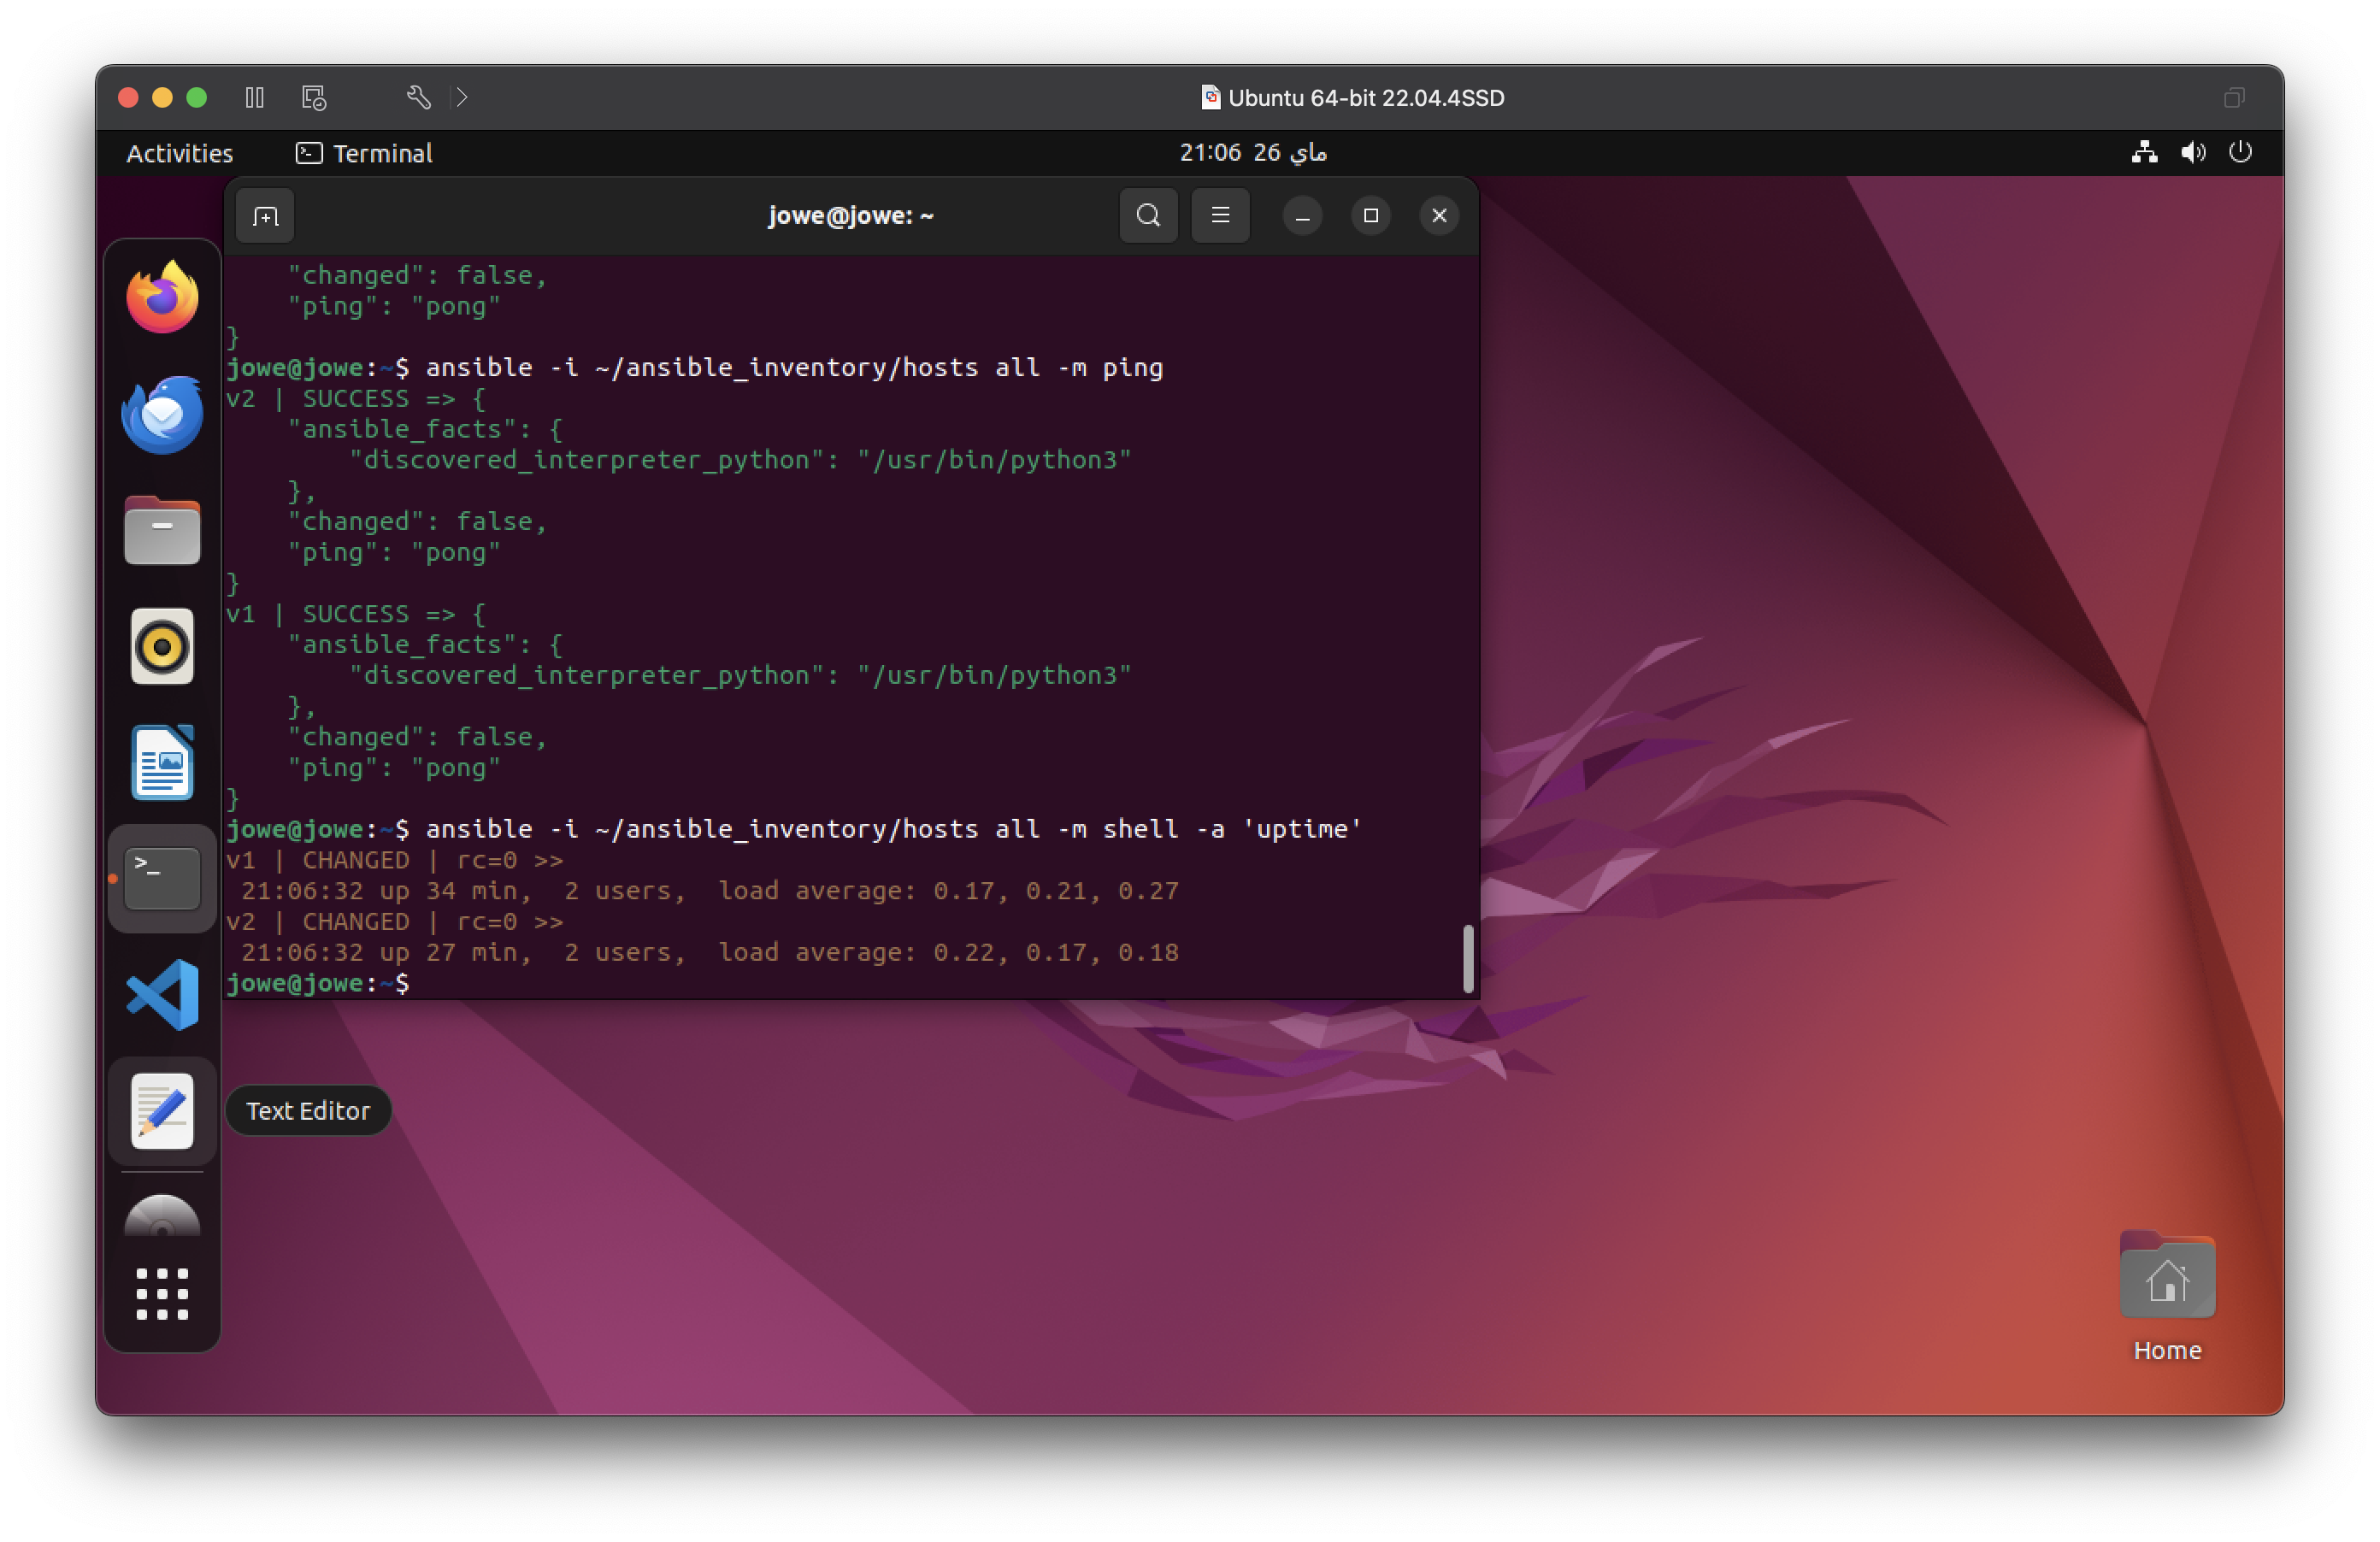 Ubuntu 64-bit 22.04.4SSD
Activities
Terminal
21:06 26 ماي
jowe@jowe: ~
"changed": false,
"ping": "pong"
}
jowe@jowe:~$ ansible -i ~/ansible_inventory/hosts all -m ping
v2 | SUCCESS => {
"ansible_facts": {
"discovered_interpreter_python": "/usr/bin/python3"
},
"changed": false,
"ping": "pong"
}
v1 | SUCCESS => {
"ansible_facts": {
"discovered_interpreter_python": "/usr/bin/python3"
},
"changed": false,
"ping": "pong"
}
jowe@jowe:~$ ansible -i ~/ansible_inventory/hosts all -m shell -a 'uptime'
v1 | CHANGED | rc=0 >>
21:06:32 up 34 min,  2 users,  load average: 0.17, 0.21, 0.27
v2 | CHANGED | rc=0 >>
21:06:32 up 27 min,  2 users,  load average: 0.22, 0.17, 0.18
jowe@jowe:~$
Text Editor
Home